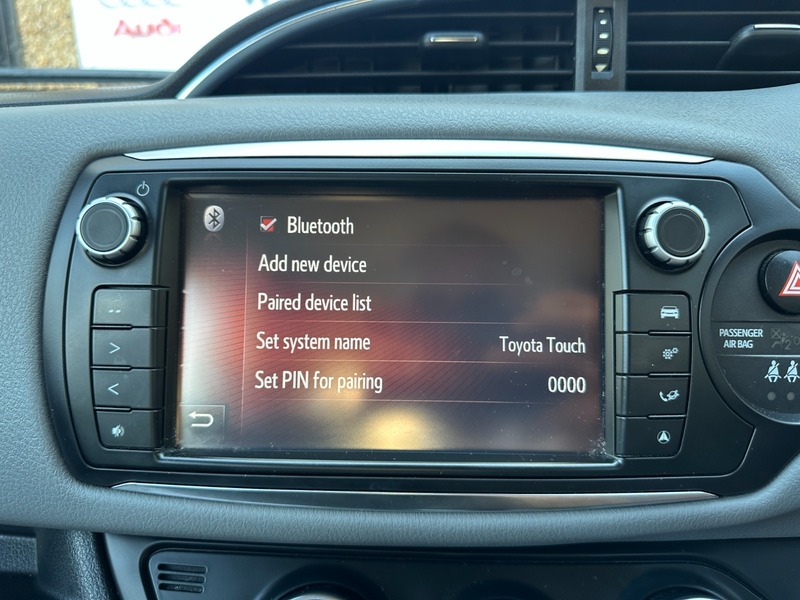 Audi
Bluetooth
Add new device
Paired device list
Set system name Toyota Touch
Set PIN for pairing 0000
PASSENGER
AIR BAG